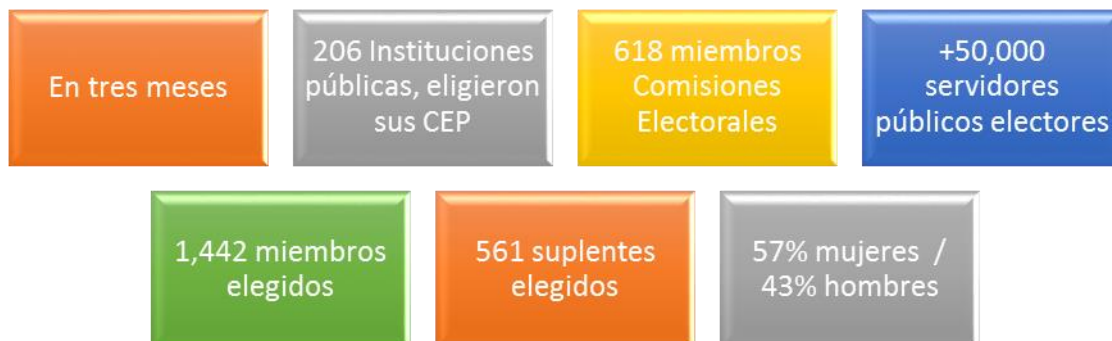 En tres meses
206 Instituciones
públicas, eligieron
sus CEP
618 miembros
Comisiones
Electorales
+50,000
servidores
públicos electores
1,442 miembros
elegidos
561 suplentes
elegidos
57% mujeres /
43% hombres